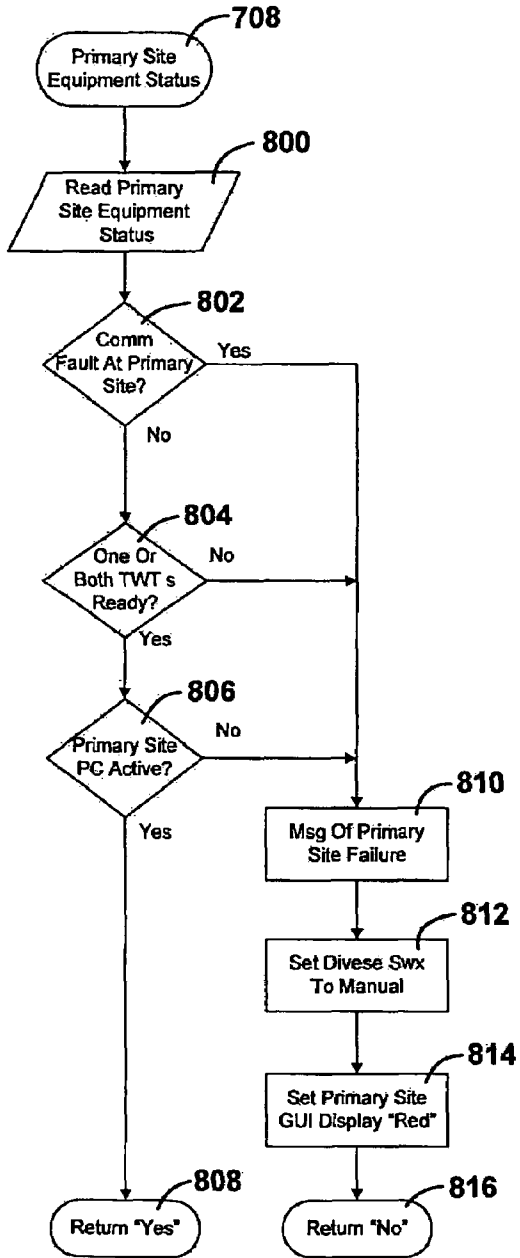 708
Primary Site
Equipment Status
800
Read Primary
Site Equipment
Status
802
Comm
Fault At Primary
Site?
Yes
No
804
One Or
Both TWT s
Ready?
No
Yes
806
Primary Site
PC Active?
No
Yes
810
Msg Of Primary
Site Failure
812
Set Divese Swx
To Manual
814
Set Primary Site
GUI Display "Red"
808
Return "Yes"
816
Return "No"